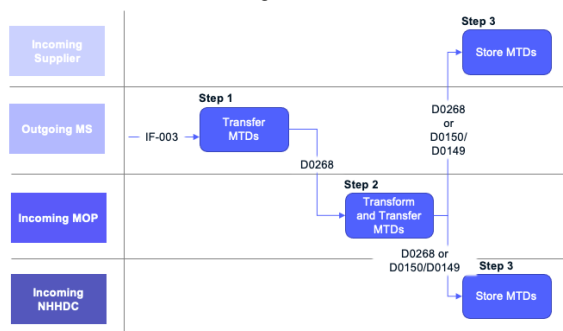 Step 3
Incoming
Supplier
Store MTDs
Step 1
Outgoing MS
IF-003
Transfer
MTDs
D0268
or
D0150/
D0149
D0268
Step 2
Incoming MOP
Transform
and Transfer
MTDs
D0268 or
D0150/D0149
Step 3
Incoming
NHHDC
Store MTDs